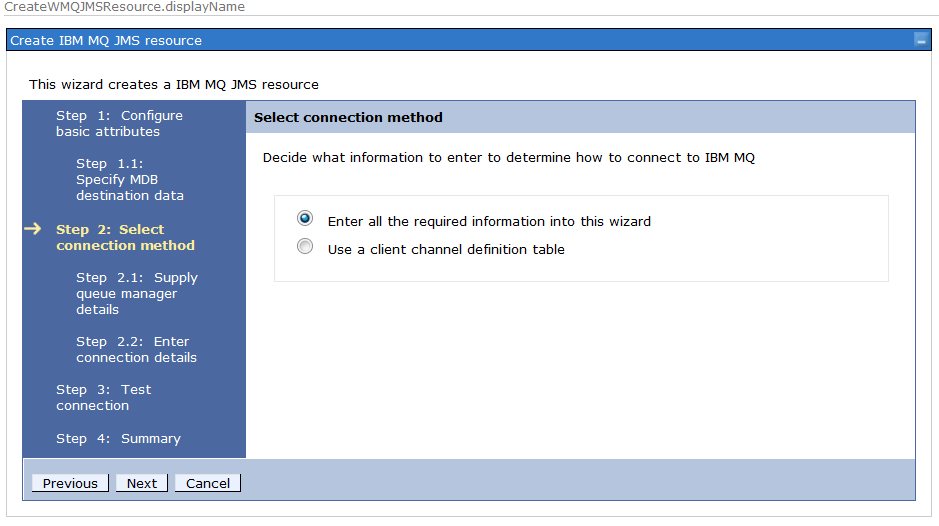 CreateWMQJMSResource.displayName
Create IBM MQ JMS resource
This wizard creates a IBM MQ JMS resource
Step 1: Configure
basic attributes
Step 1.1:
Specify MDB
destination data
Step 2: Select
connection method
Step 2.1: Supply
queue manager
details
Step 2.2: Enter
connection details
Step 3: Test
connection
Step 4: Summary
Select connection method
Decide what information to enter to determine how to connect to IBM MQ
Enter all the required information into this wizard
Use a client channel definition table
Previous Next Cancel